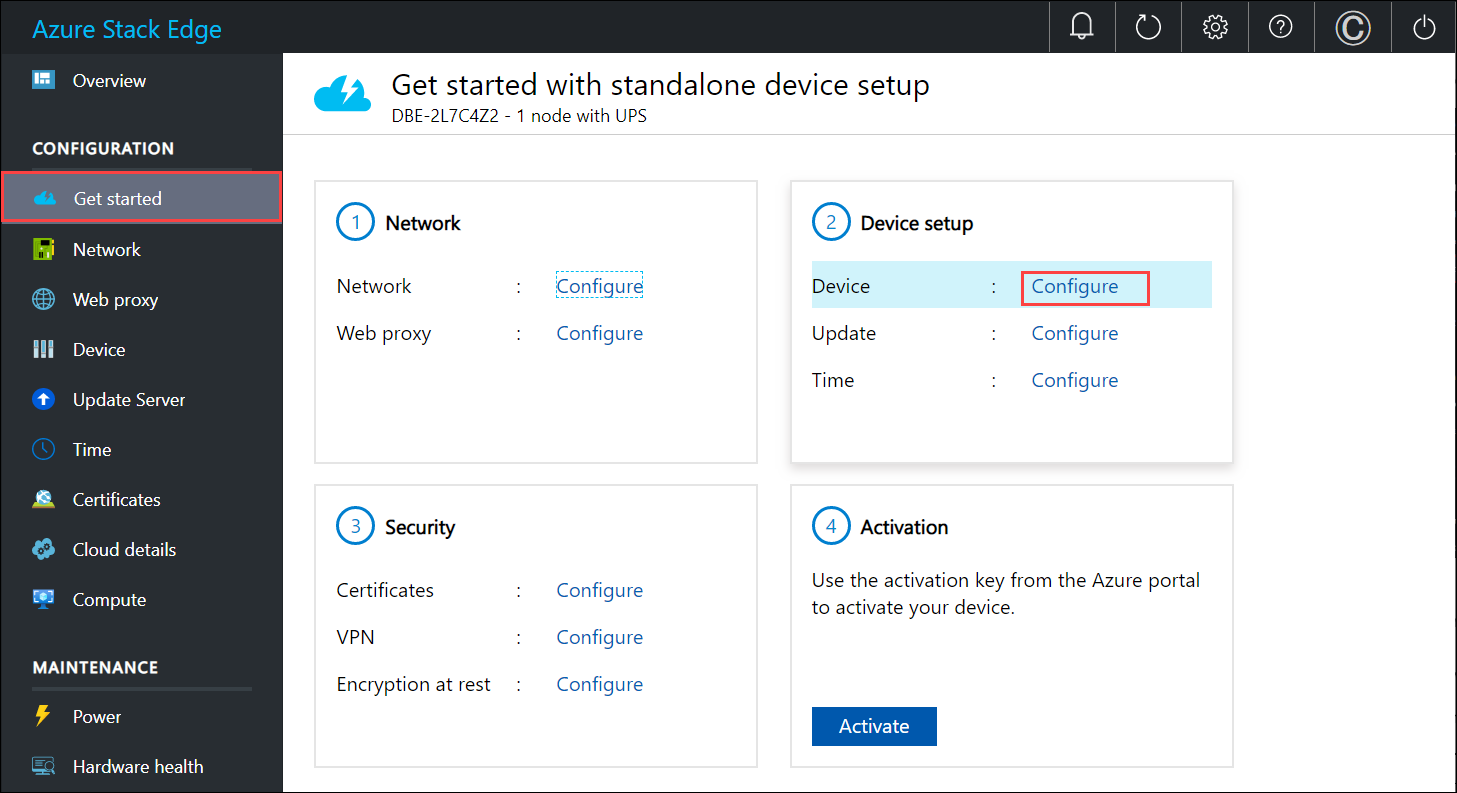 Azure Stack Edge
Overview
CONFIGURATION
Get started
Network
Web proxy
Device
Update Server
Time
Certificates
Cloud details
Compute
MAINTENANCE
Power
Hardware health
C
Get started with standalone device setup
DBE-2L7C4Z2 - 1 node with UPS
1 Network
Network : Configure
Web proxy : Configure
2 Device setup
Device : Configure
Update : Configure
Time : Configure
3 Security
Certificates : Configure
VPN : Configure
Encryption at rest : Configure
4 Activation
Use the activation key from the Azure portal
to activate your device.
Activate